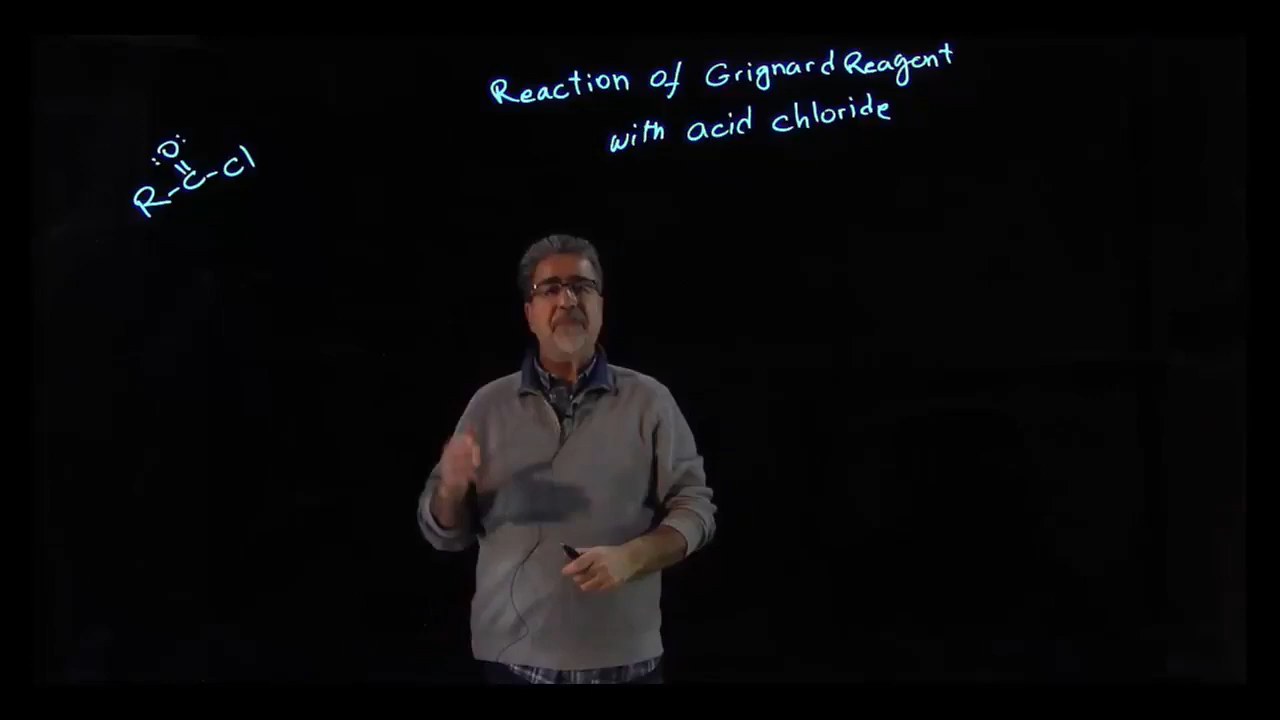 Reaction of Grignard Reagent
with acid chloride
:O:
R-C-Cl